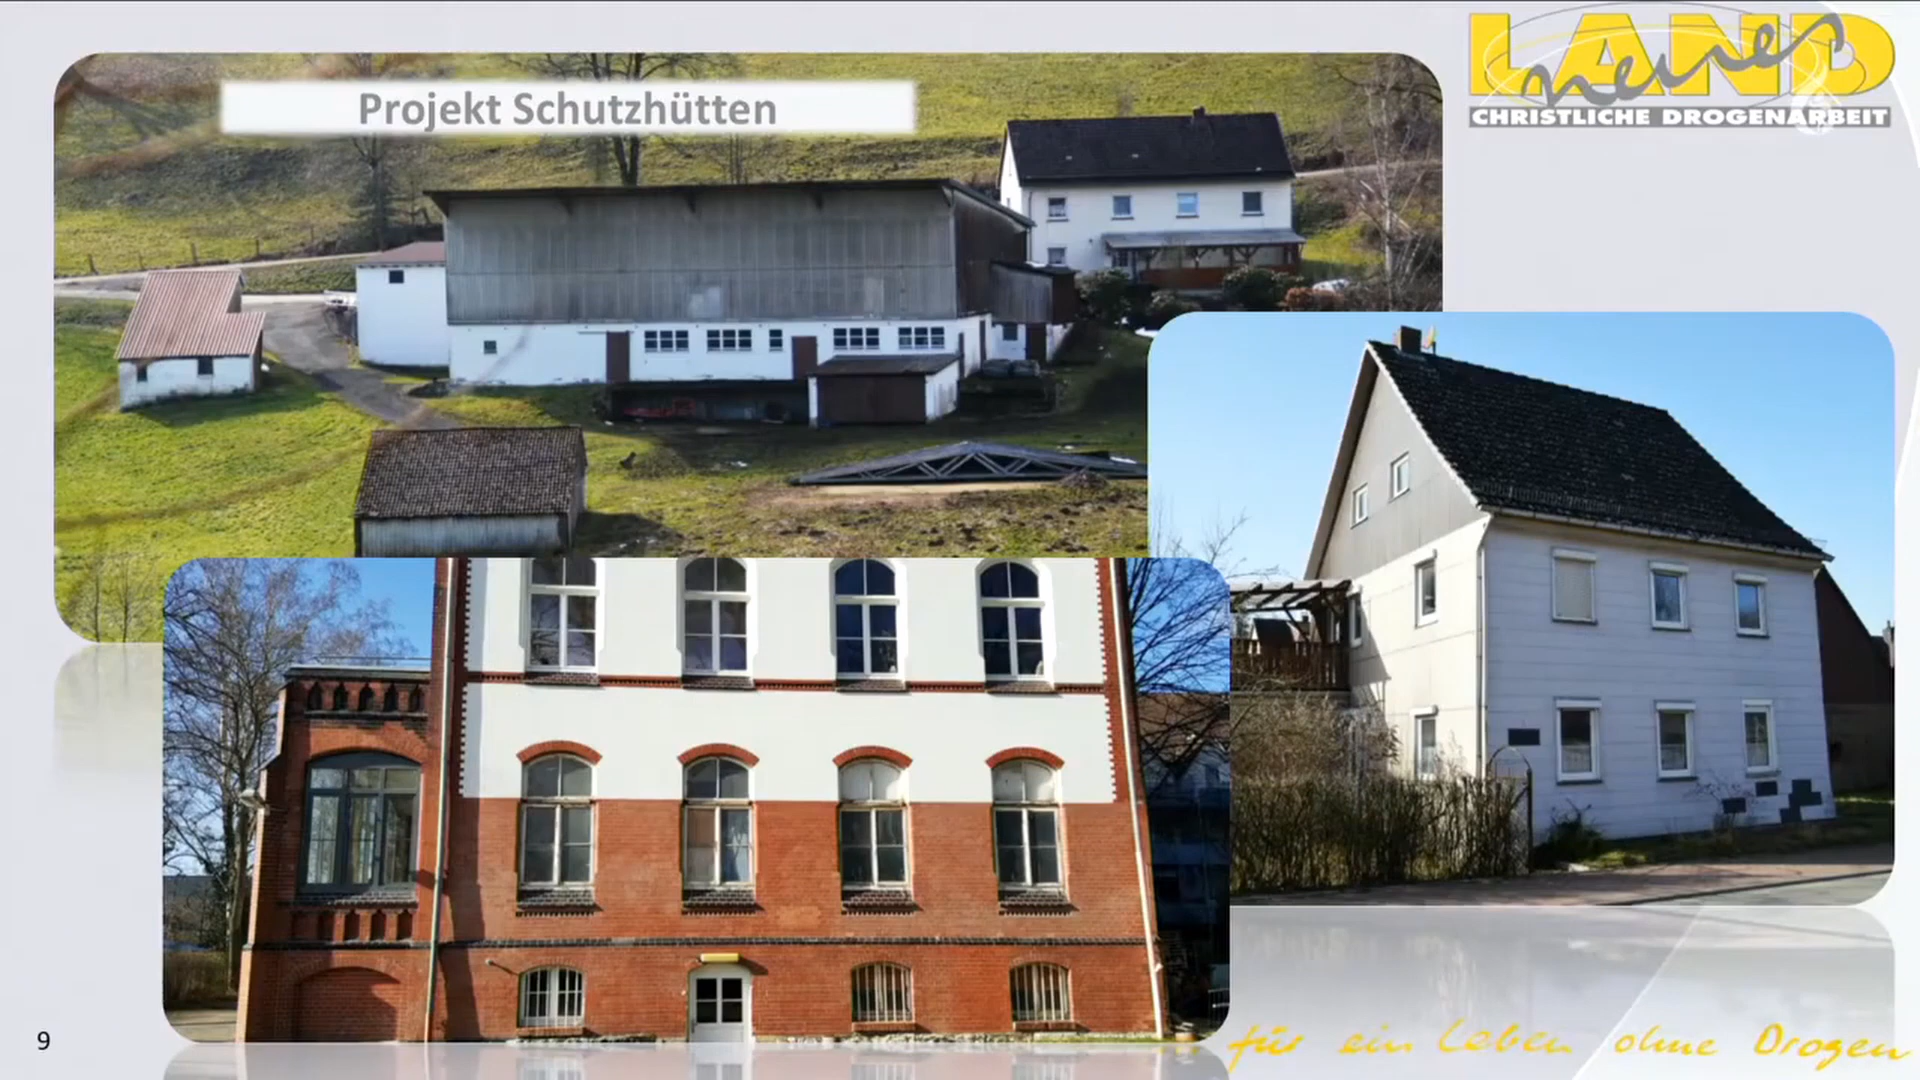 Projekt Schutzhütten
LAND
neues
CHRISTLICHE DROGENARBEIT
9
für ein Leben ohne Drogen